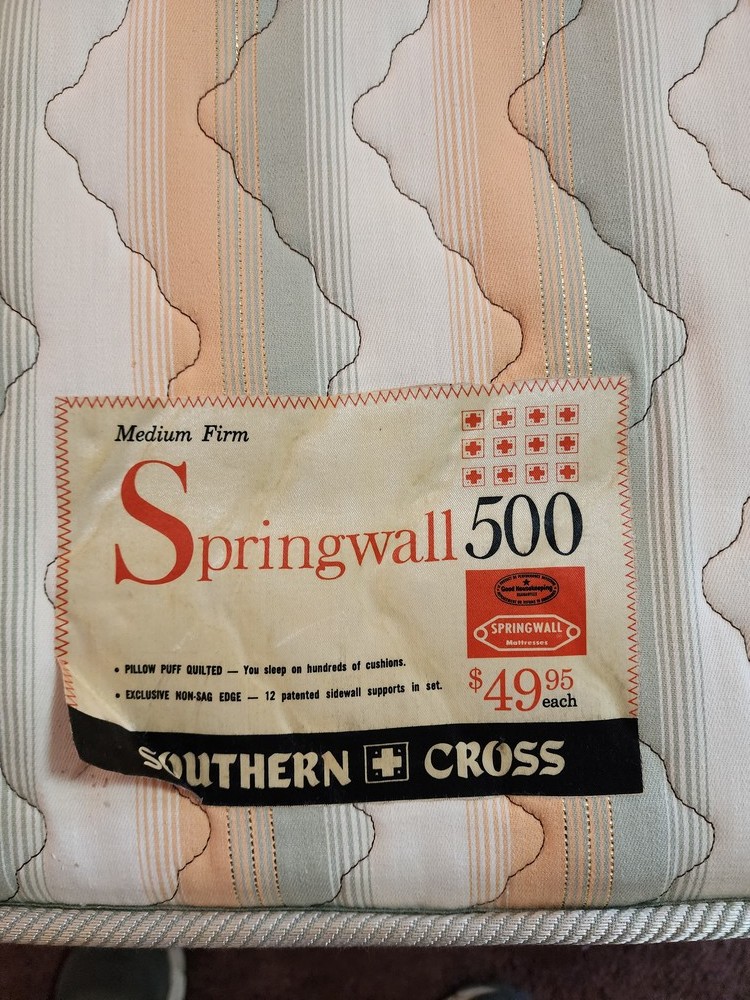 Medium Firm
Springwall 500
Good Housekeeping
GUARANTEES
SPRINGWALL
Mattresses
• PILLOW PUFF QUILTED — You sleep on hundreds of cushions.
• EXCLUSIVE NON-SAG EDGE — 12 patented sidewall supports in set.
$49 95 each
SOUTHERN CROSS